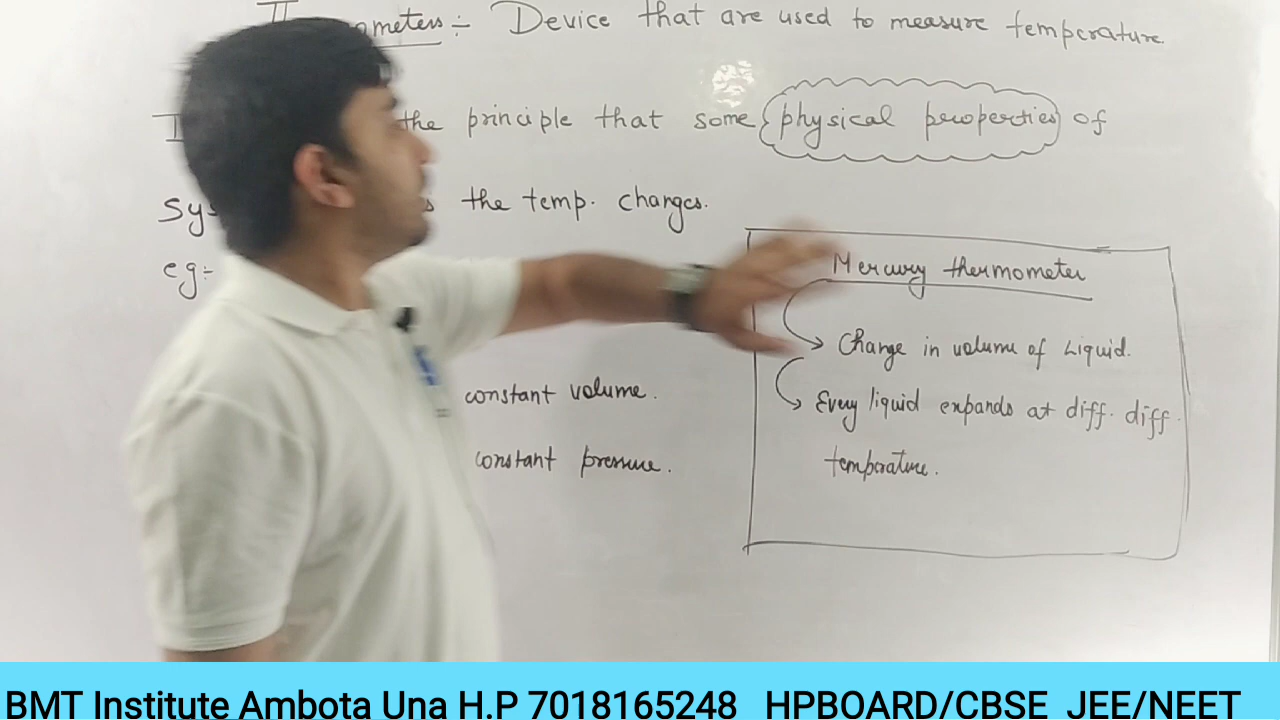 ometers :- Device that are used to measure temperature.
the principle that some physical properties of
Sys the temp. changes.
eg:-
constant volume.
constant pressure.
Mercury thermometer
Change in volume of Liquid.
Every liquid expands at diff. diff.
temperature.
BMT Institute Ambota Una H.P 7018165248 HPBOARD/CBSE JEE/NEET